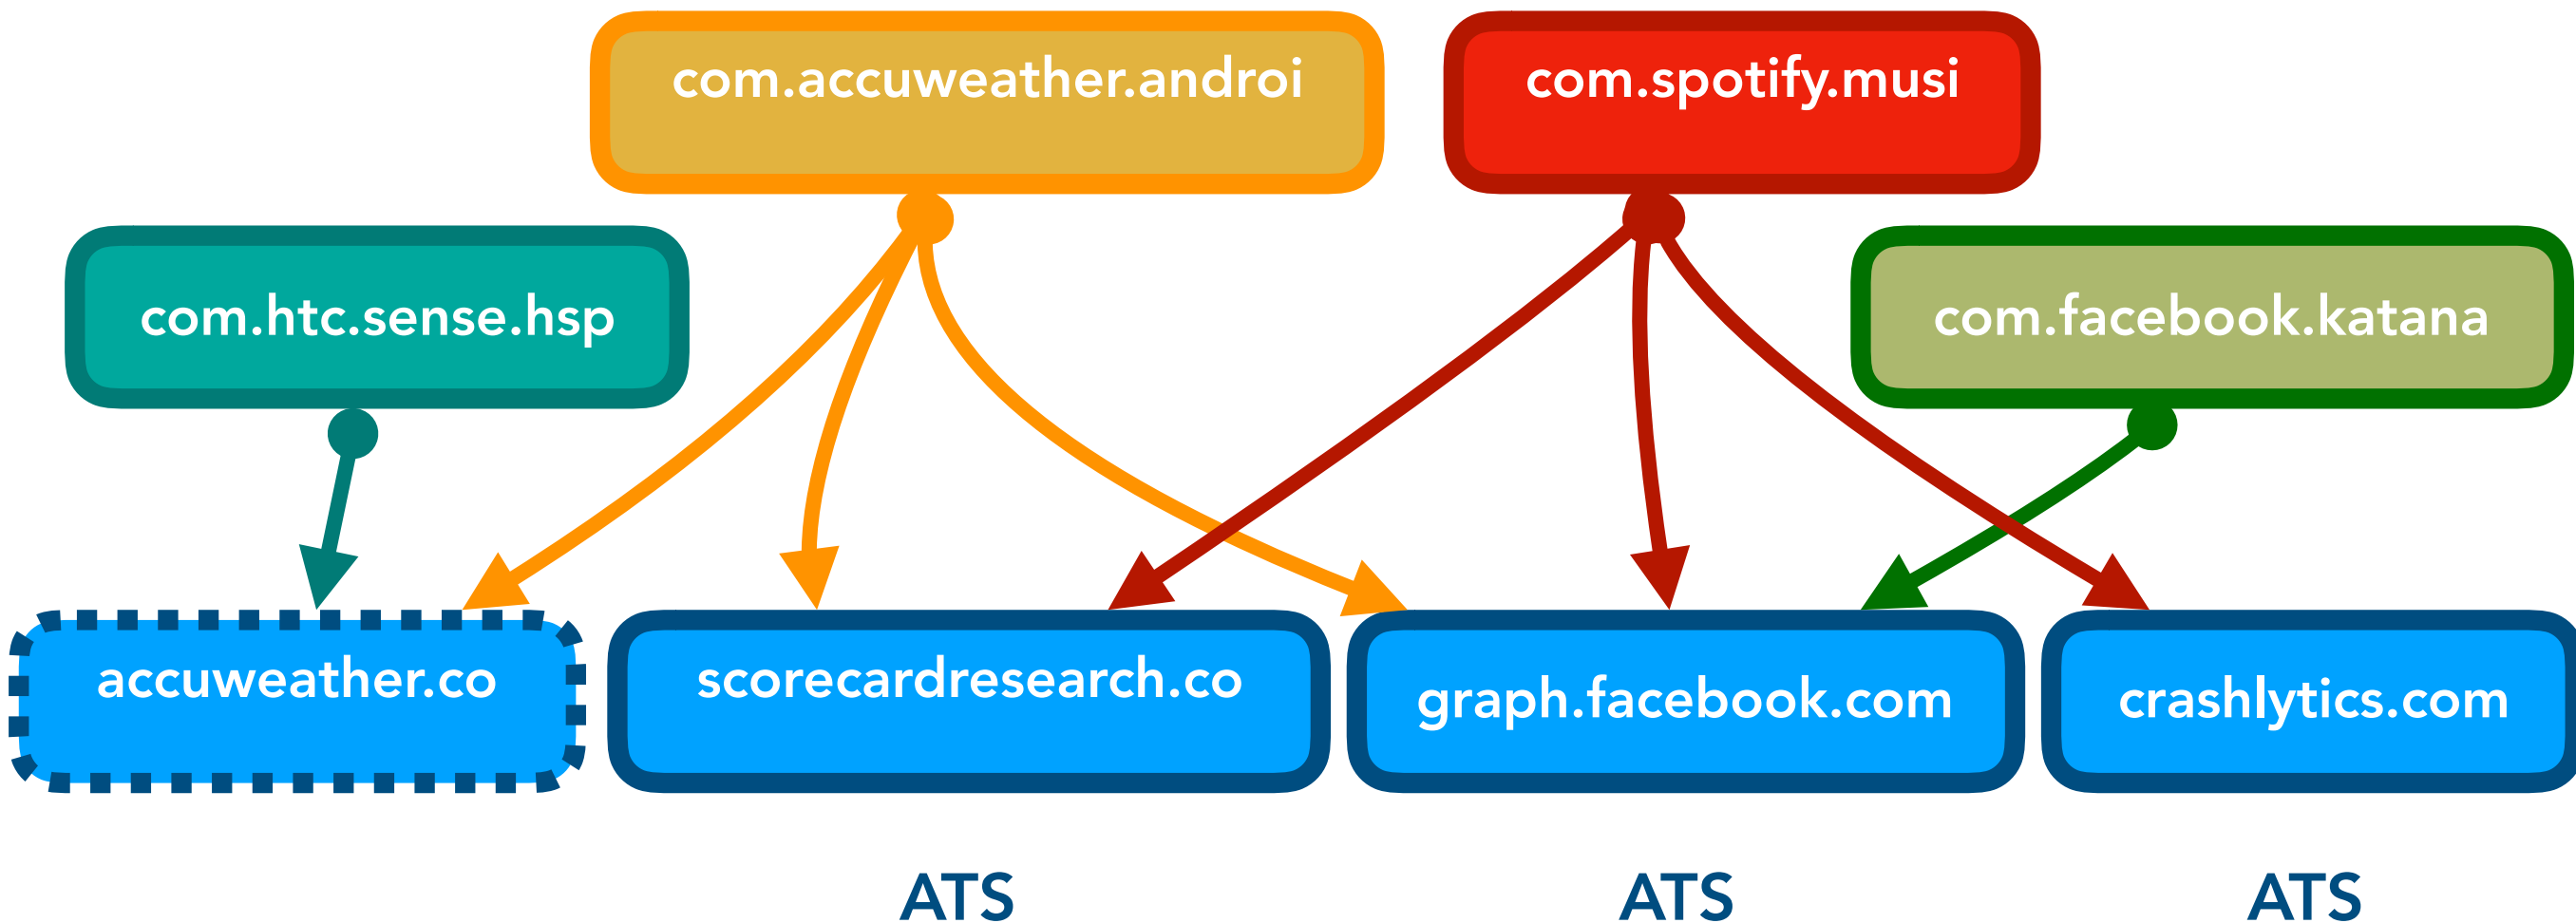 com.accuweather.androi
com.spotify.musi
com.htc.sense.hsp
com.facebook.katana
accuweather.co
scorecardresearch.co
graph.facebook.com
crashlytics.com
ATS
ATS
ATS